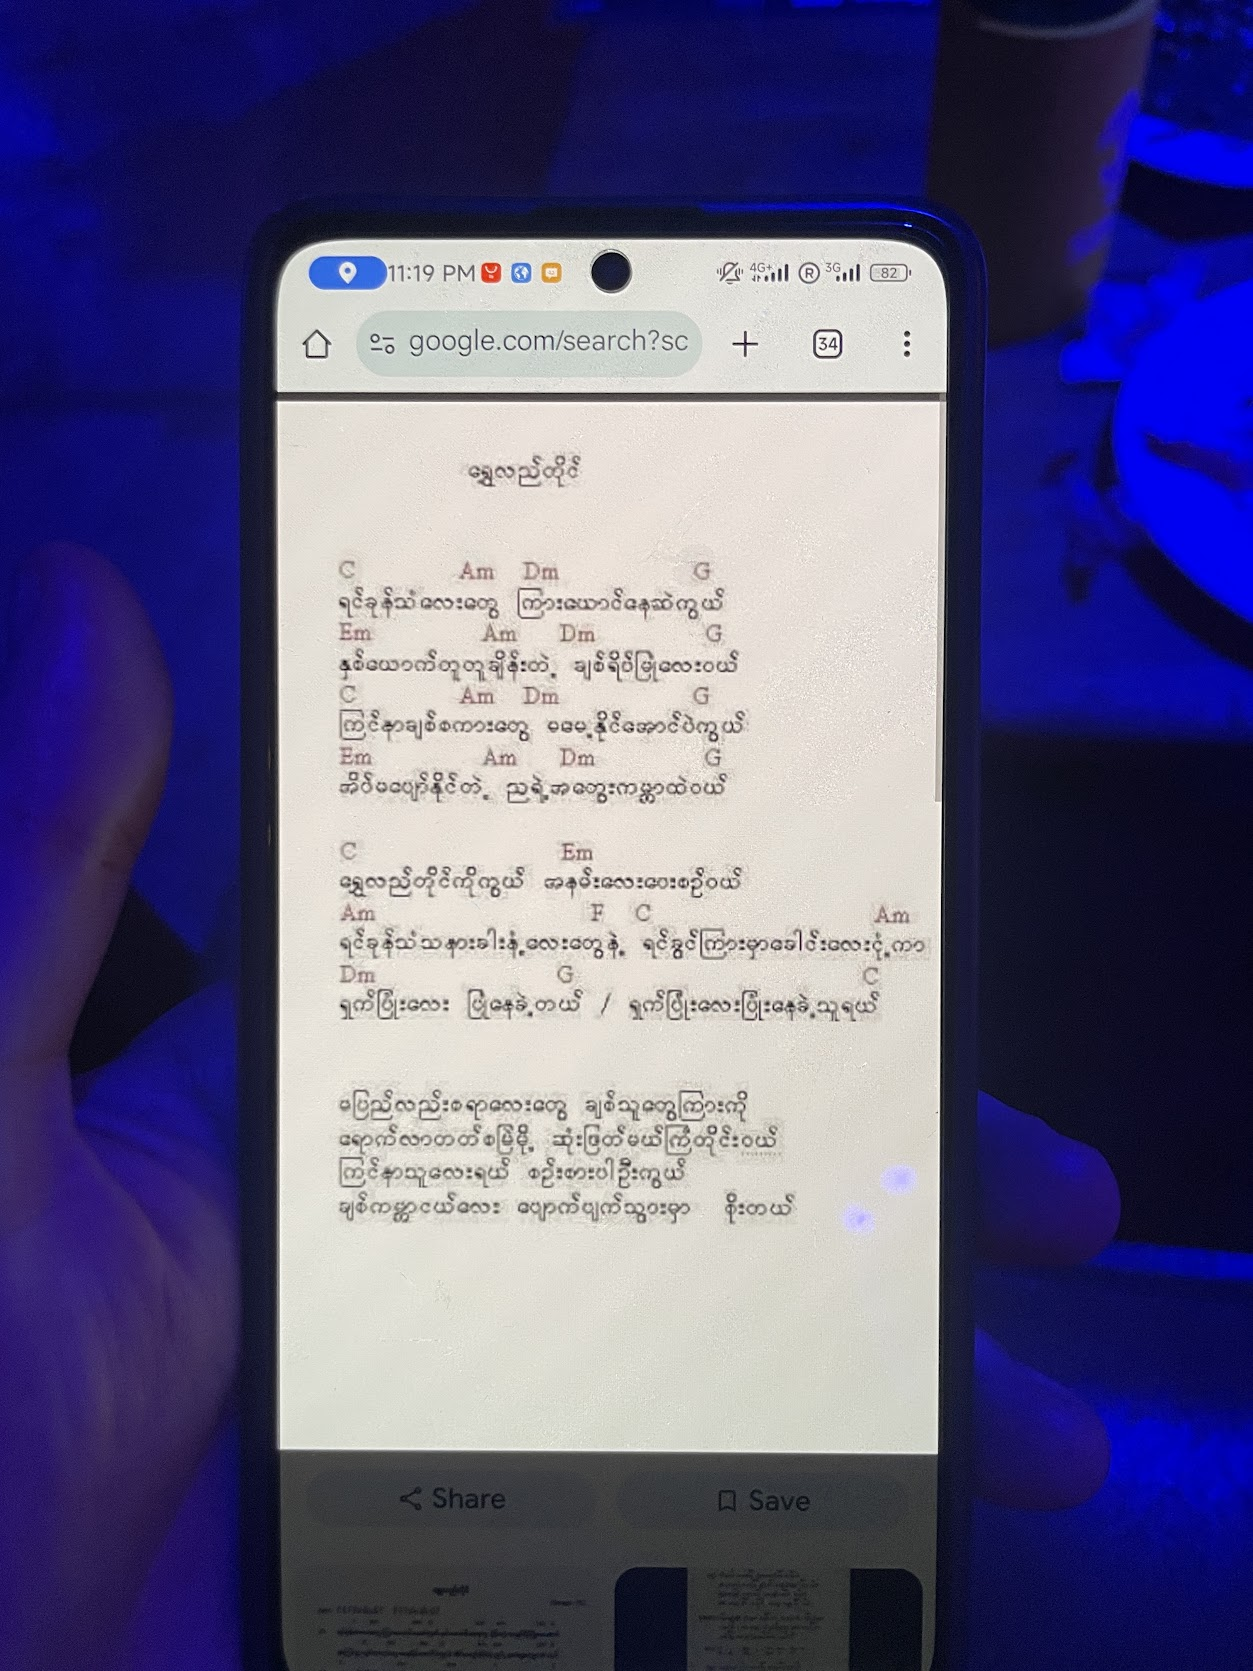 11:19 PM 4G+ R 3G 82
google.com/search?sc 34
ရွှေလည်တိုင်
C Am Dm G
ရင်ခုန်သံလေးတွေ ကြားယောင်နေဆဲကွယ်
Em Am Dm G
နှစ်ယောက်တူတူချိန်းတဲ့ ချစ်ရိပ်မြုံလေးဝယ်
C Am Dm G
ကြင်နာချစ်စကားတွေ မမေ့နိုင်အောင်ပဲကွယ်
Em Am Dm G
အိပ်မပျော်နိုင်တဲ့ ညရဲ့အတွေးကမ္ဘာထဲဝယ်
C Em
ရွှေလည်တိုင်ကိုကွယ် အနမ်းလေးပေးစဉ်ဝယ်
Am F C Am
ရင်ခုန်သံသနားခါးနံ့လေးတွေနဲ့ ရင်ခွင်ကြားမှာခေါင်းလေးငုံ့ကာ
Dm G C
ရှက်ပြုံးလေး ပြုံနေခဲ့တယ် / ရှက်ပြုံးလေးပြုံးနေခဲ့သူရယ်
မပြည်လည်းစရာလေးတွေ ချစ်သူတွေကြားကို
ရောက်လာတတ်စမြဲမို့ ဆုံးဖြတ်မယ်ကြံတိုင်းဝယ်
ကြင်နာသူလေးရယ် စဉ်းစားပါဦးကွယ်
ချစ်ကမ္ဘာငယ်လေး ပျောက်ပျက်သွားမှာ စိုးတယ်
Share Save